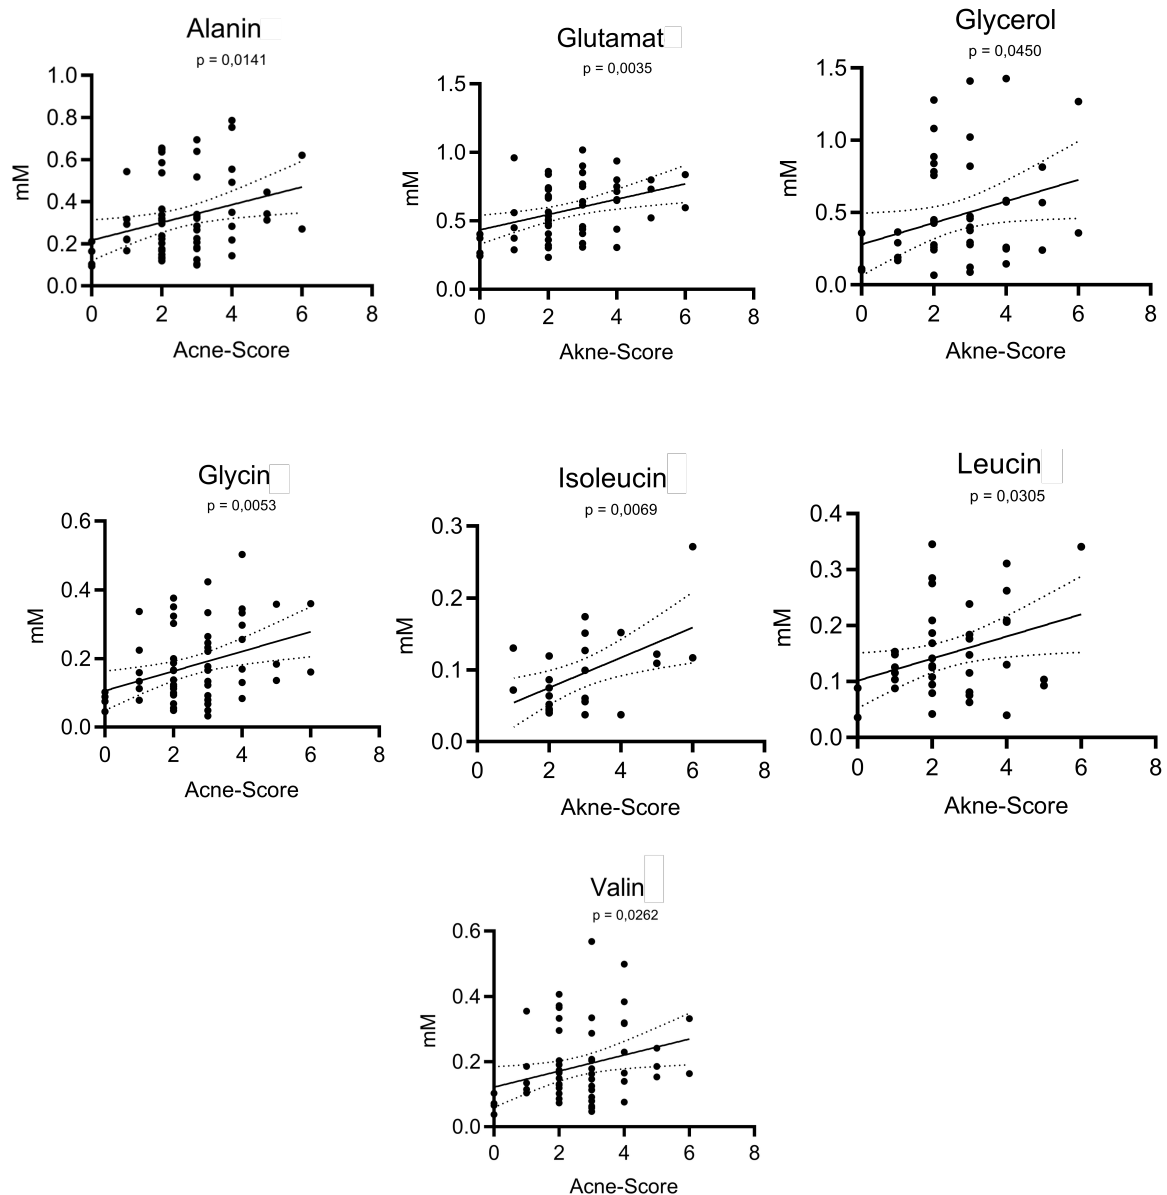 Alanin
p = 0,0141
1.0
0.8
0.6
0.4
0.2
0.0
mM
0 2 4 6 8
Acne-Score
Glutamat
p = 0,0035
1.5
1.0
0.5
0.0
mM
0 2 4 6 8
Akne-Score
Glycerol
p = 0,0450
1.5
1.0
0.5
0.0
mM
0 2 4 6 8
Akne-Score
Glycin
p = 0,0053
0.6
0.4
0.2
0.0
mM
0 2 4 6 8
Acne-Score
Isoleucin
p = 0,0069
0.3
0.2
0.1
0.0
mM
0 2 4 6 8
Akne-Score
Leucin
p = 0,0305
0.4
0.3
0.2
0.1
0.0
mM
0 2 4 6 8
Akne-Score
Valin
p = 0,0262
0.6
0.4
0.2
0.0
mM
0 2 4 6 8
Acne-Score